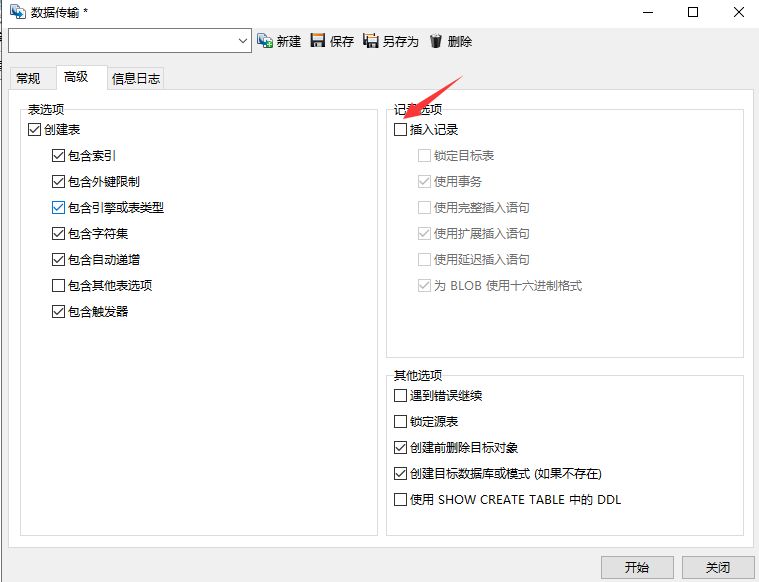 数据传输 *
新建 保存 另存为 删除
常规 高级 信息日志
表选项
创建表
包含索引
包含外键限制
包含引擎或表类型
包含字符集
包含自动递增
包含其他表选项
包含触发器
记录选项
插入记录
锁定目标表
使用事务
使用完整插入语句
使用扩展插入语句
使用延迟插入语句
为 BLOB 使用十六进制格式
其他选项
遇到错误继续
锁定源表
创建前删除目标对象
创建目标数据库或模式 (如果不存在)
使用 SHOW CREATE TABLE 中的 DDL
开始 关闭